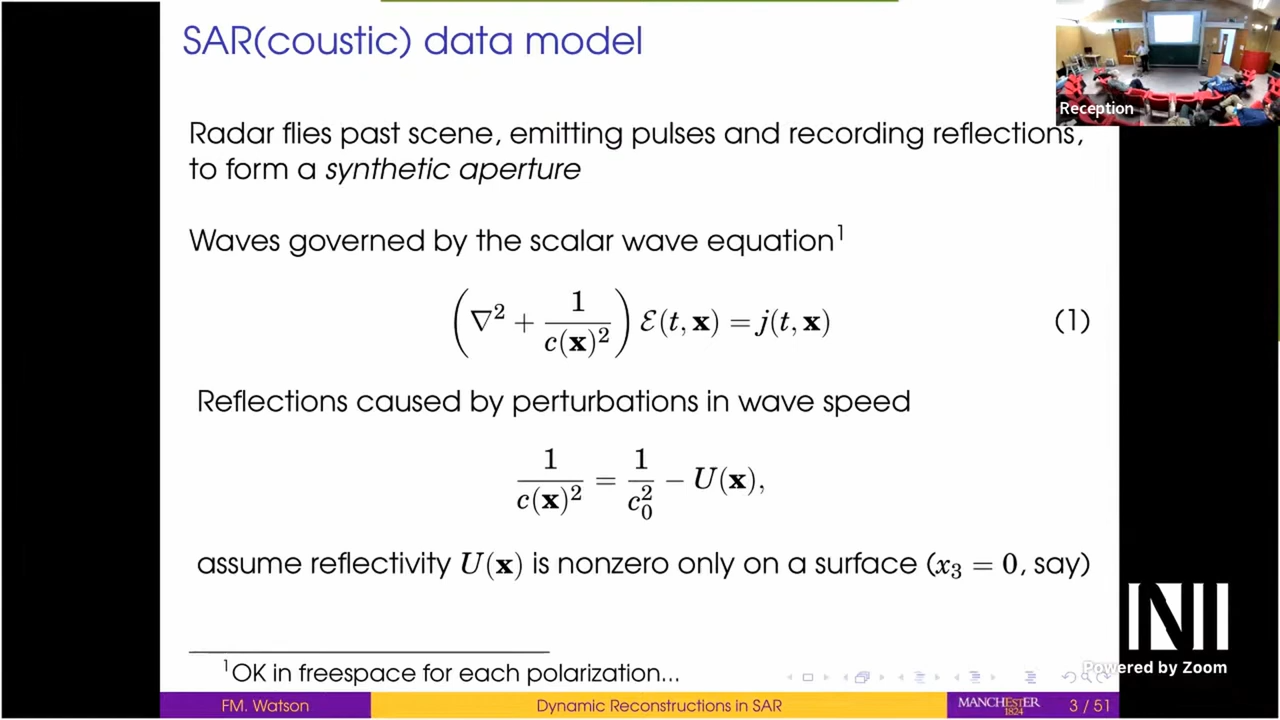 SAR(coustic) data model
Reception
Radar flies past scene, emitting pulses and recording reflections,
to form a synthetic aperture
Waves governed by the scalar wave equation¹
(∇² + 1/c(𝐱)²) ℰ(t, 𝐱) = j(t, 𝐱) (1)
Reflections caused by perturbations in wave speed
1/c(𝐱)² = 1/c₀² − U(𝐱),
assume reflectivity U(𝐱) is nonzero only on a surface (x₃ = 0, say)
¹OK in freespace for each polarization...
Powered by Zoom
FM. Watson Dynamic Reconstructions in SAR MANCHESTER 1824 3 / 51